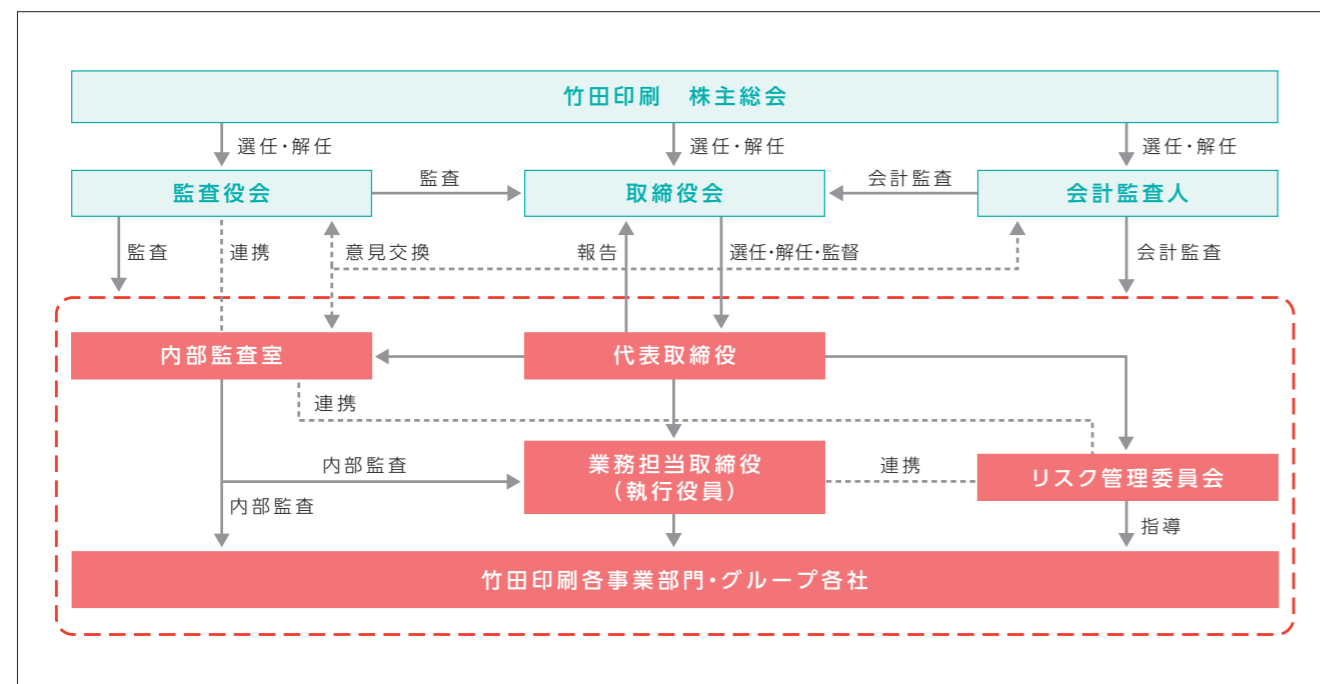 竹田印刷　株主総会
選任・解任
選任・解任
選任・解任
監査役会
監査
取締役会
会計監査
会計監査人
監査
連携
意見交換
報告
選任・解任・監督
会計監査
内部監査室
代表取締役
連携
内部監査
業務担当取締役
（執行役員）
連携
リスク管理委員会
内部監査
指導
竹田印刷各事業部門・グループ各社